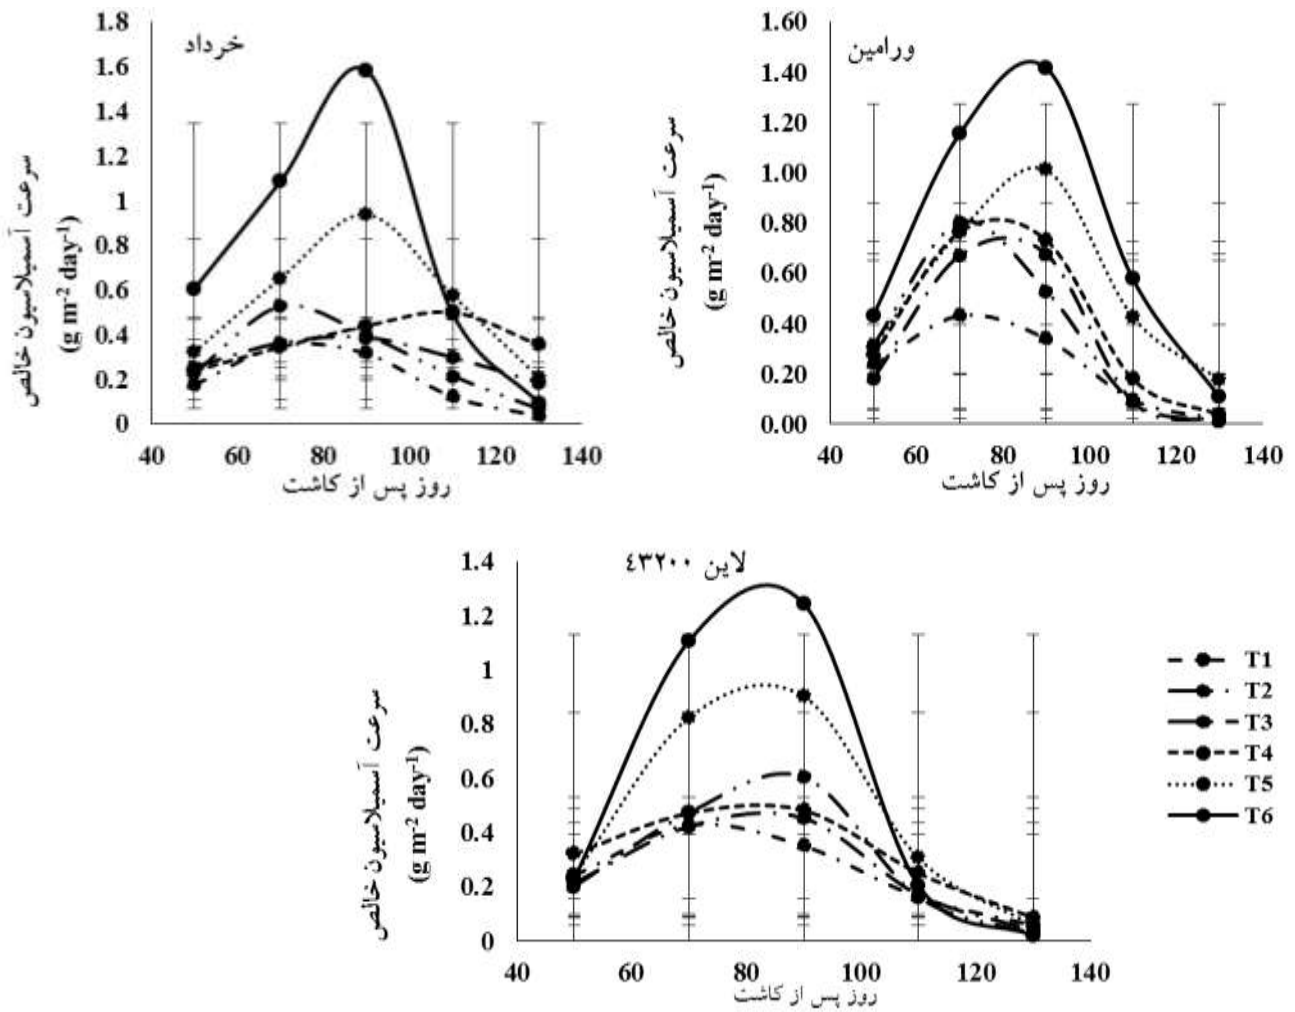 خرداد
1.8
1.6
1.4
1.2
1
0.8
0.6
0.4
0.2
0
سرعت آسمیلاسیون خالص
(g m-2 day-1)
40 60 80 100 120 140
روز پس از کاشت
ورامین
1.60
1.40
1.20
1.00
0.80
0.60
0.40
0.20
0.00
سرعت آسمیلاسیون خالص
(g m-2 day-1)
40 60 80 100 120 140
روز پس از کاشت
لاین ٤٣٢٠٠
1.4
1.2
1
0.8
0.6
0.4
0.2
0
سرعت آسمیلاسیون خالص
(g m-2 day-1)
40 60 80 100 120 140
روز پس از کاشت
T1
T2
T3
T4
T5
T6